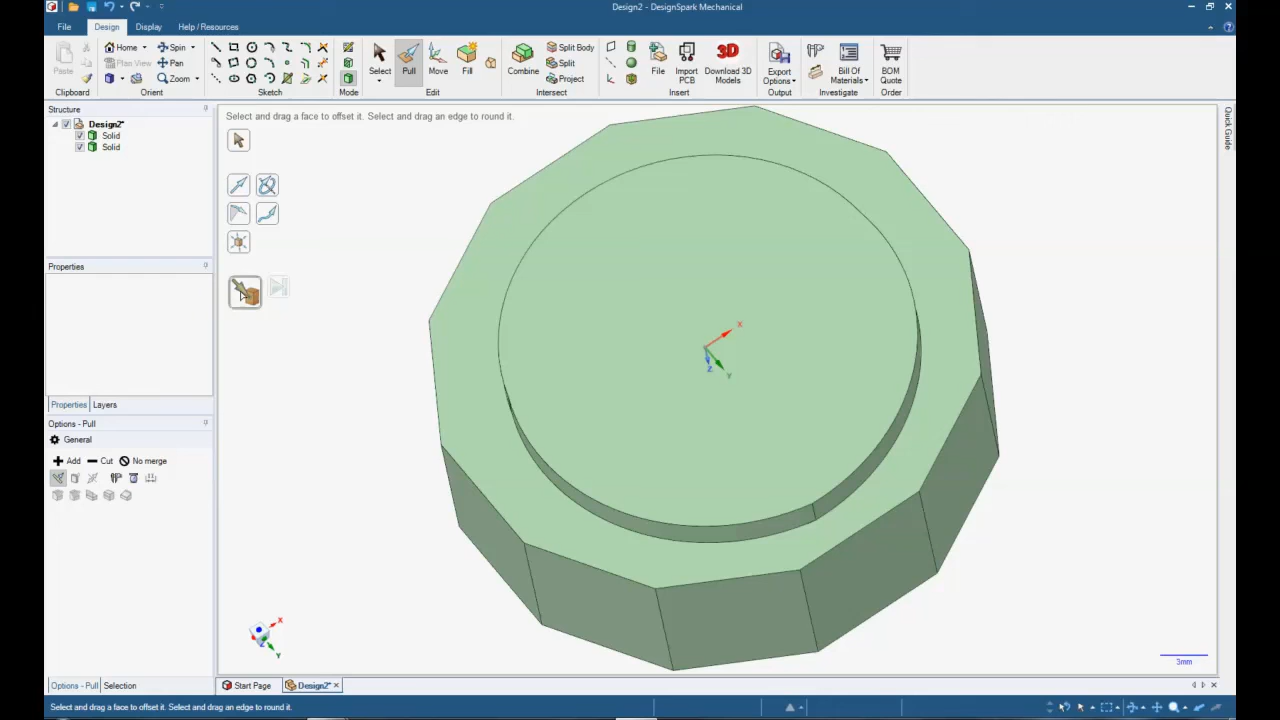 Design2 - DesignSpark Mechanical
File Design Display Help / Resources
Home Spin
Plan View Pan
Zoom
Paste
Select Pull Move Fill
Combine Split Body
Split
Project
File Import PCB Download 3D Models
3D
Export Options Bill Of Materials BOM Quote
Clipboard Orient Sketch Mode Edit Intersect Insert Output Investigate Order
Structure
Design2*
Solid
Solid
Select and drag a face to offset it. Select and drag an edge to round it.
Quick Guide
Properties
Properties Layers
Options - Pull
General
Add Cut No merge
X
Y
Z
X
Y
Z
3mm
Options - Pull Selection
Start Page Design2*
Select and drag a face to offset it. Select and drag an edge to round it.